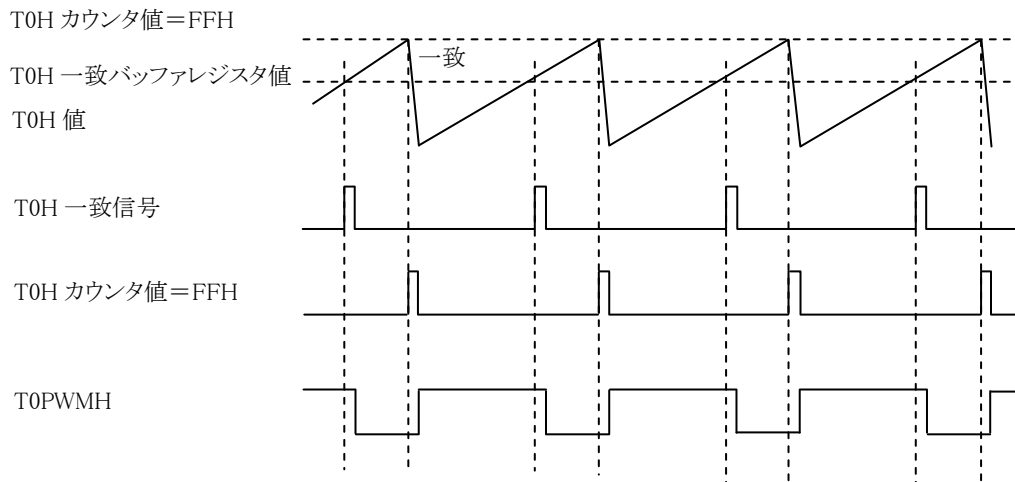 T0H カウンタ値＝FFH
一致
T0H 一致バッファレジスタ値
T0H 値
T0H 一致信号
T0H カウンタ値＝FFH
T0PWMH